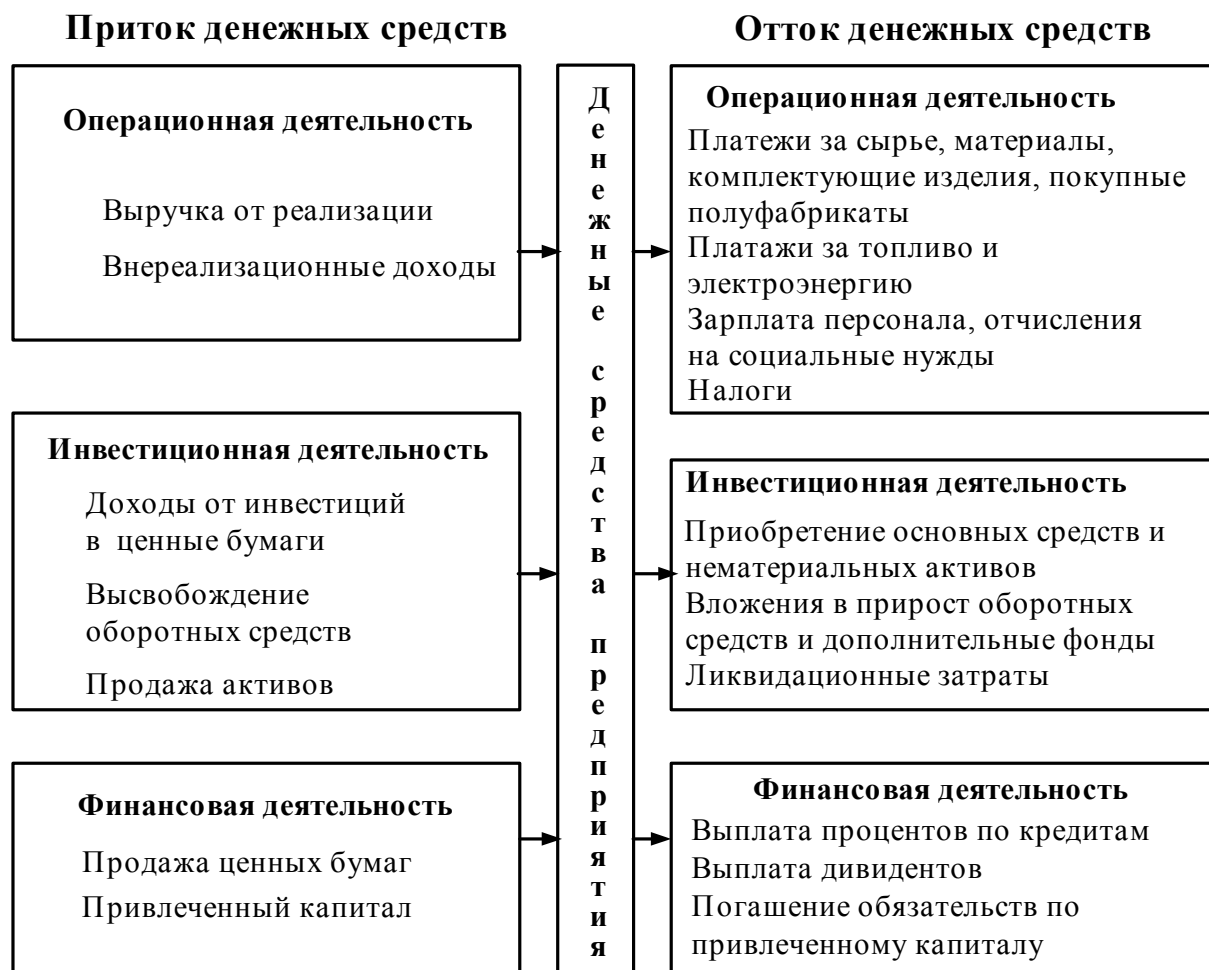 Приток денежных средств
Операционная деятельность
Выручка от реализации
Внереализационные доходы
Инвестиционная деятельность
Доходы от инвестиций
в ценные бумаги
Высвобождение
оборотных средств
Продажа активов
Финансовая деятельность
Продажа ценных бумаг
Привлеченный капитал
Денежные средства предприятия
Отток денежных средств
Операционная деятельность
Платежи за сырье, материалы,
комплектующие изделия, покупные
полуфабрикаты
Платажи за топливо и
электроэнергию
Зарплата персонала, отчисления
на социальные нужды
Налоги
Инвестиционная деятельность
Приобретение основных средств и
нематериальных активов
Вложения в прирост оборотных
средств и дополнительные фонды
Ликвидационные затраты
Финансовая деятельность
Выплата процентов по кредитам
Выплата дивидентов
Погашение обязательств по
привлеченному капиталу